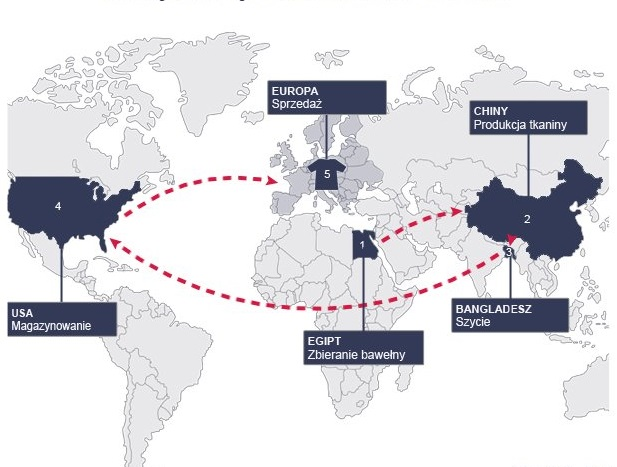 EUROPA
Sprzedaż
CHINY
Produkcja tkaniny
5
4
2
1
3
USA
Magazynowanie
BANGLADESZ
Szycie
EGIPT
Zbieranie bawełny